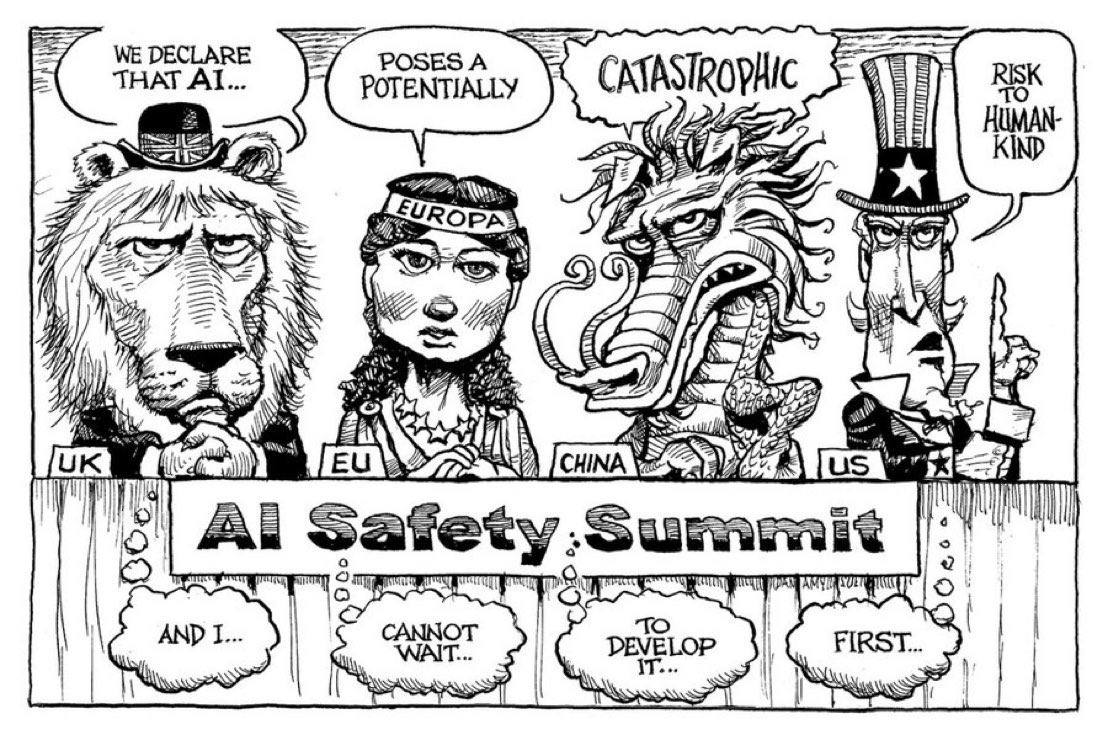 WE DECLARE
THAT AI...
POSES A
POTENTIALLY
CATASTROPHIC
RISK
TO
HUMAN-
KIND
EUROPA
UK
EU
CHINA
US
AI Safety Summit
AND I...
CANNOT
WAIT...
TO
DEVELOP
IT...
FIRST...